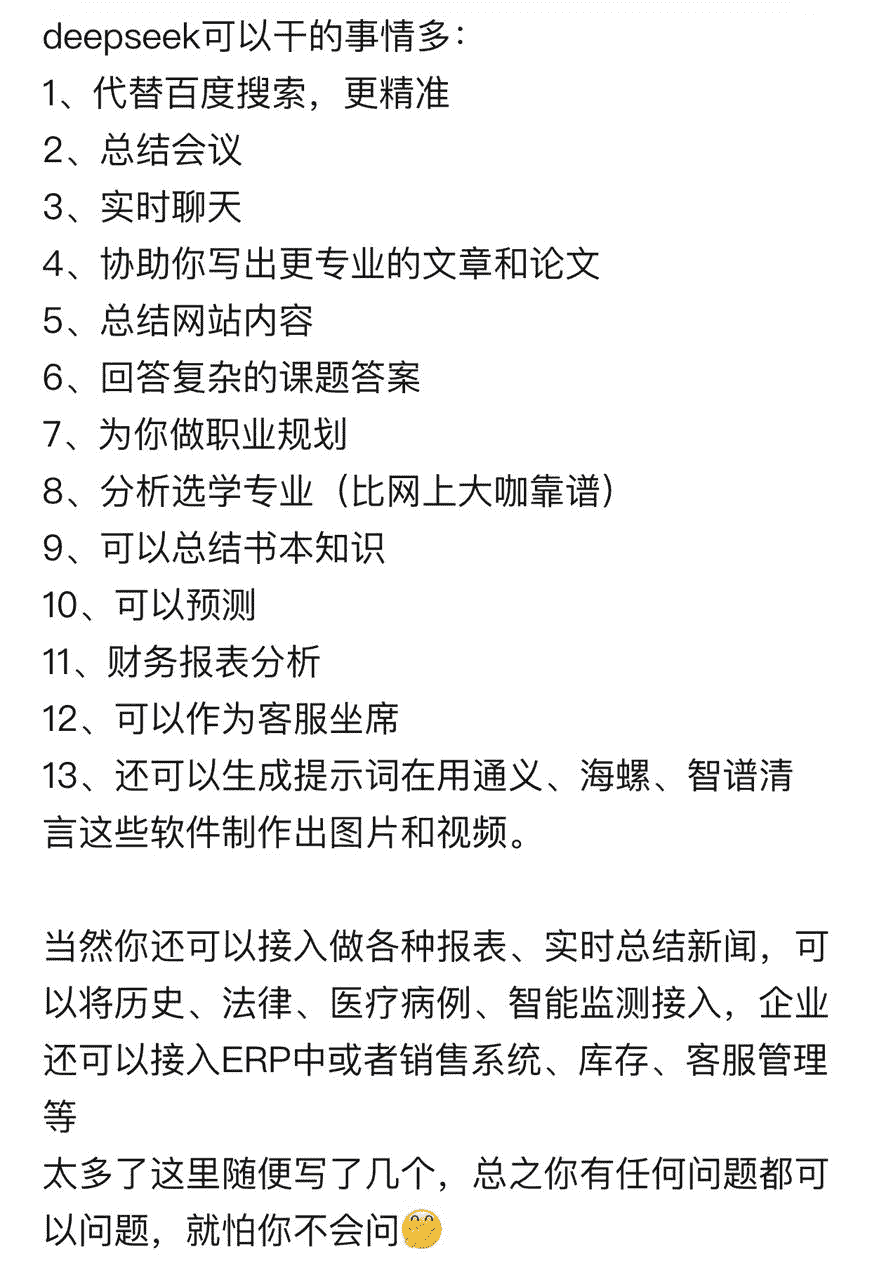 deepseek可以干的事情多：
1、代替百度搜索，更精准
2、总结会议
3、实时聊天
4、协助你写出更专业的文章和论文
5、总结网站内容
6、回答复杂的课题答案
7、为你做职业规划
8、分析选学专业（比网上大咖靠谱）
9、可以总结书本知识
10、可以预测
11、财务报表分析
12、可以作为客服坐席
13、还可以生成提示词在用通义、海螺、智谱清
言这些软件制作出图片和视频。
当然你还可以接入做各种报表、实时总结新闻，可
以将历史、法律、医疗病例、智能监测接入，企业
还可以接入ERP中或者销售系统、库存、客服管理
等
太多了这里随便写了几个，总之你有任何问题都可
以问题，就怕你不会问🤔